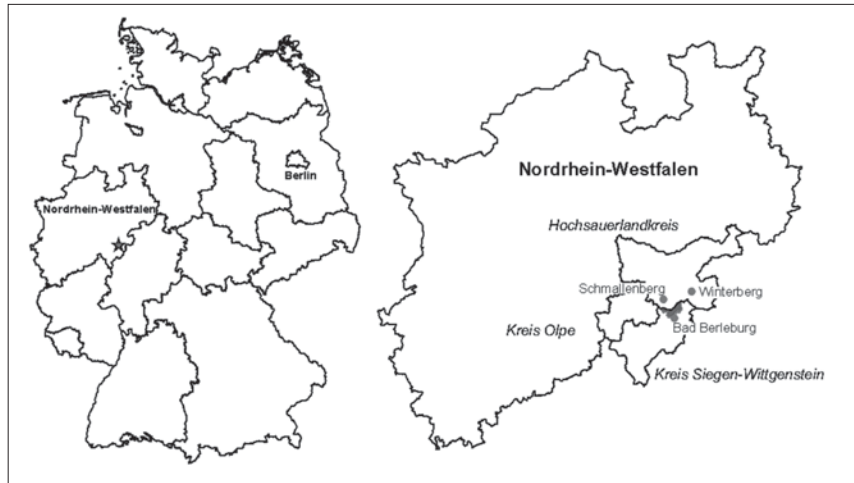 Berlin
Nordrhein-Westfalen
Nordrhein-Westfalen
Hochsauerlandkreis
Schmallenberg
Winterberg
Kreis Olpe
Bad Berleburg
Kreis Siegen-Wittgenstein